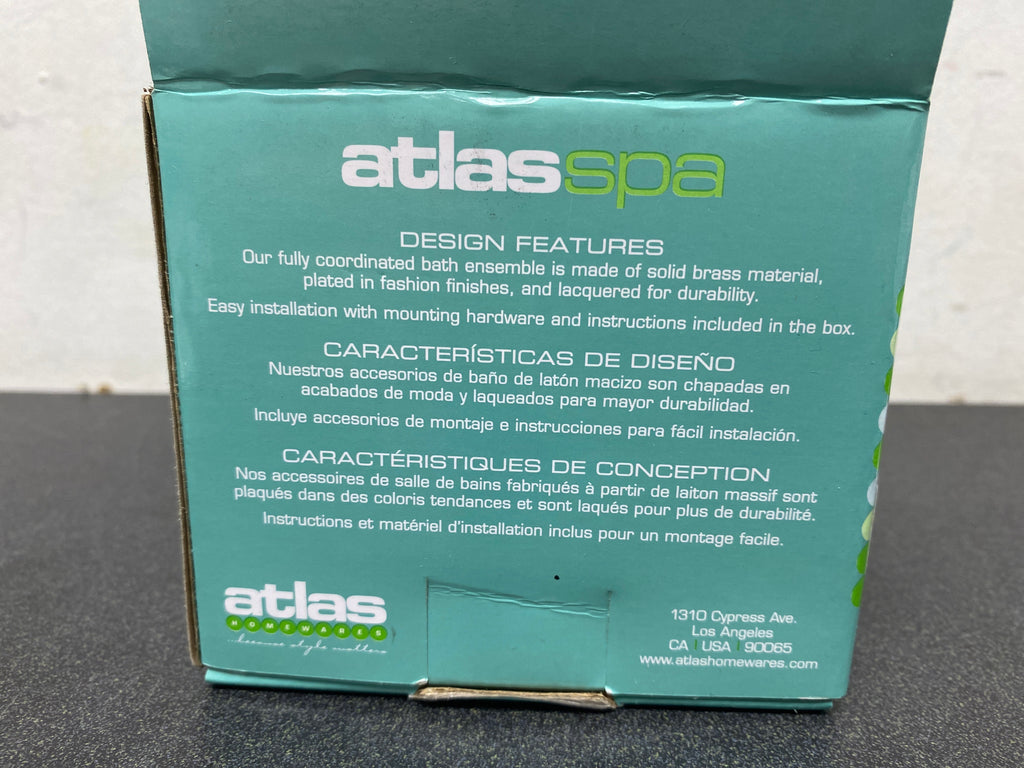 atlasspa
DESIGN FEATURES
Our fully coordinated bath ensemble is made of solid brass material,
plated in fashion finishes, and lacquered for durability.
Easy installation with mounting hardware and instructions included in the box.
CARACTERÍSTICAS DE DISEÑO
Nuestros accesorios de baño de latón macizo son chapadas en
acabados de moda y laqueados para mayor durabilidad.
Incluye accesorios de montaje e instrucciones para fácil instalación.
CARACTÉRISTIQUES DE CONCEPTION
Nos accessoires de salle de bains fabriqués à partir de laiton massif sont
plaqués dans des coloris tendances et sont laqués pour plus de durabilité.
Instructions et matériel d'installation inclus pour un montage facile.
atlas
HOMEWARES
...because style matters
1310 Cypress Ave.
Los Angeles
CA | USA | 90065
www.atlashomewares.com